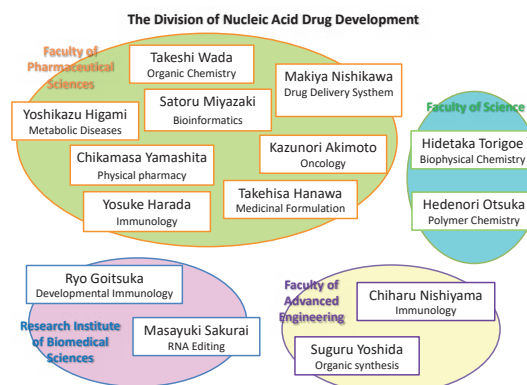 The Division of Nucleic Acid Drug Development
Faculty of
Pharmaceutical
Sciences
Takeshi Wada
Organic Chemistry
Makiya Nishikawa
Drug Delivery Systhem
Satoru Miyazaki
Bioinformatics
Yoshikazu Higami
Metabolic Diseases
Kazunori Akimoto
Oncology
Chikamasa Yamashita
Physical pharmacy
Takehisa Hanawa
Medicinal Formulation
Yosuke Harada
Immunology
Faculty of Science
Hidetaka Torigoe
Biophysical Chemistry
Hedenori Otsuka
Polymer Chemistry
Ryo Goitsuka
Developmental Immunology
Masayuki Sakurai
RNA Editing
Research Institute
of Biomedical
Sciences
Faculty of
Advanced
Engineering
Chiharu Nishiyama
Immunology
Suguru Yoshida
Organic synthesis